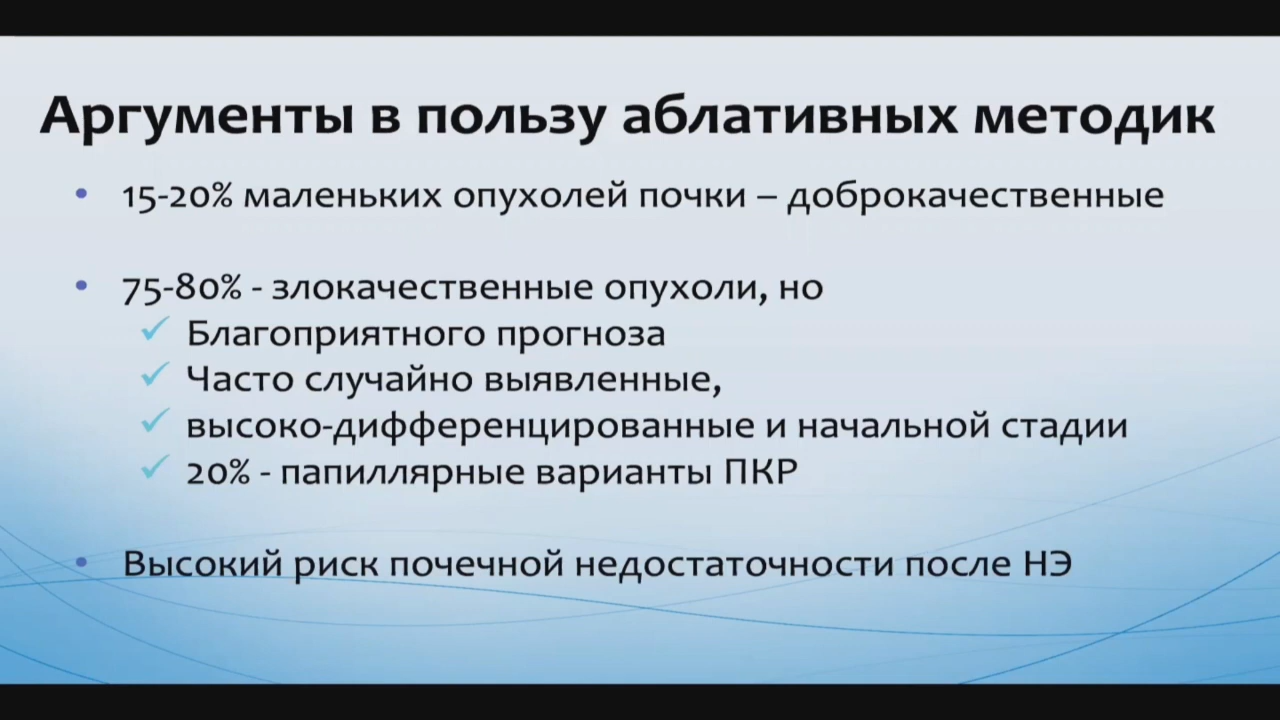 Аргументы в пользу аблативных методик
• 15-20% маленьких опухолей почки – доброкачественные
• 75-80% - злокачественные опухоли, но
✓ Благоприятного прогноза
✓ Часто случайно выявленные,
✓ высоко-дифференцированные и начальной стадии
✓ 20% - папиллярные варианты ПКР
• Высокий риск почечной недостаточности после НЭ